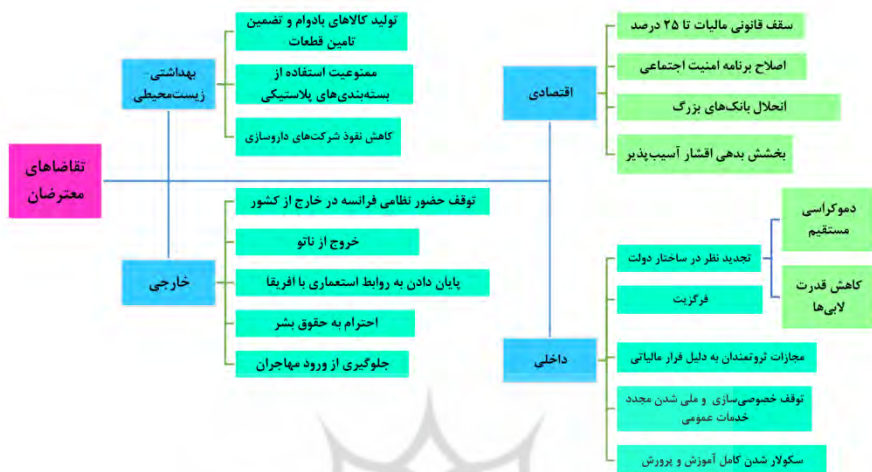 تقاضاهای
معترضان
اقتصادی
سقف قانونی مالیات تا ۲۵ درصد
اصلاح برنامه امنیت اجتماعی
انحلال بانک‌های بزرگ
بخشش بدهی اقشار آسیب‌پذیر
بهداشتی-
زیست‌محیطی
تولید کالاهای بادوام و تضمین
تامین قطعات
ممنوعیت استفاده از
بسته‌بندی‌های پلاستیکی
کاهش نفوذ شرکت‌های داروسازی
داخلی
تجدید نظر در ساختار دولت
دموکراسی
مستقیم
کاهش قدرت
لابی‌ها
فرگزیت
مجازات ثروتمندان به دلیل فرار مالیاتی
توقف خصوصی‌سازی و ملی شدن مجدد
خدمات عمومی
سکولار شدن کامل آموزش و پرورش
خارجی
توقف حضور نظامی فرانسه در خارج از کشور
خروج از ناتو
پایان دادن به روابط استعماری با آفریقا
احترام به حقوق بشر
جلوگیری از ورود مهاجران